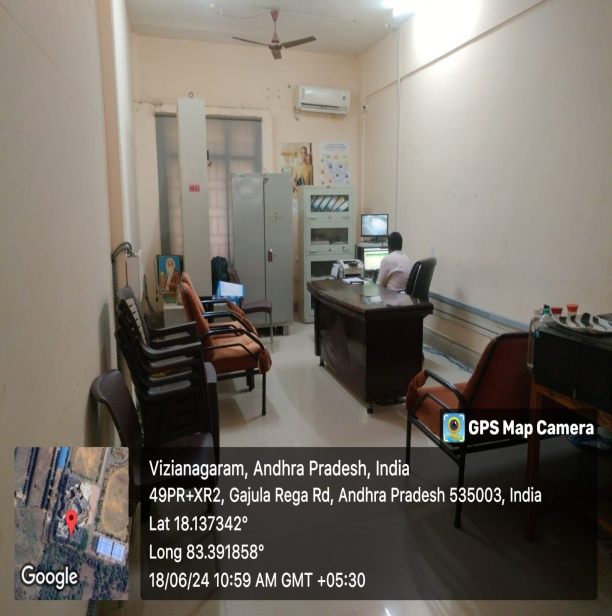 GPS Map Camera
Vizianagaram, Andhra Pradesh, India
49PR+XR2, Gajula Rega Rd, Andhra Pradesh 535003, India
Lat 18.137342°
Long 83.391858°
18/06/24 10:59 AM GMT +05:30
Google